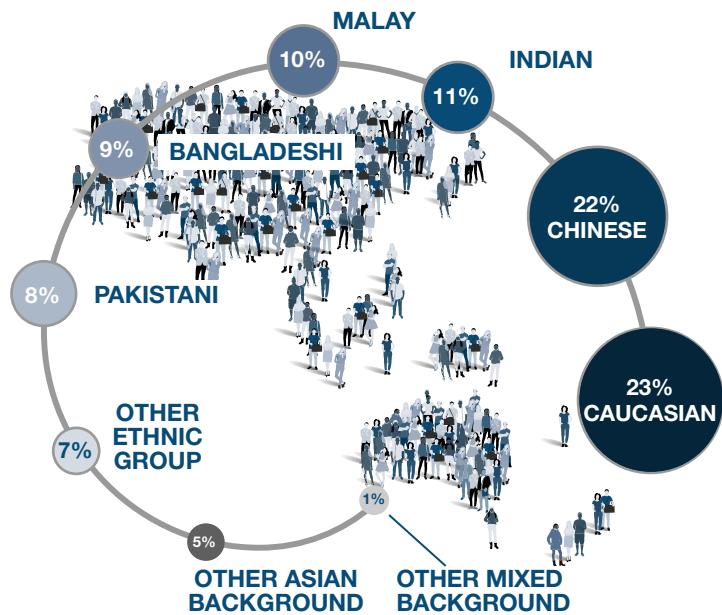 MALAY
10%
INDIAN
11%
9%
BANGLADESHI
22%
CHINESE
8%
PAKISTANI
23%
CAUCASIAN
OTHER
ETHNIC
GROUP
7%
1%
5%
OTHER ASIAN
BACKGROUND
OTHER MIXED
BACKGROUND